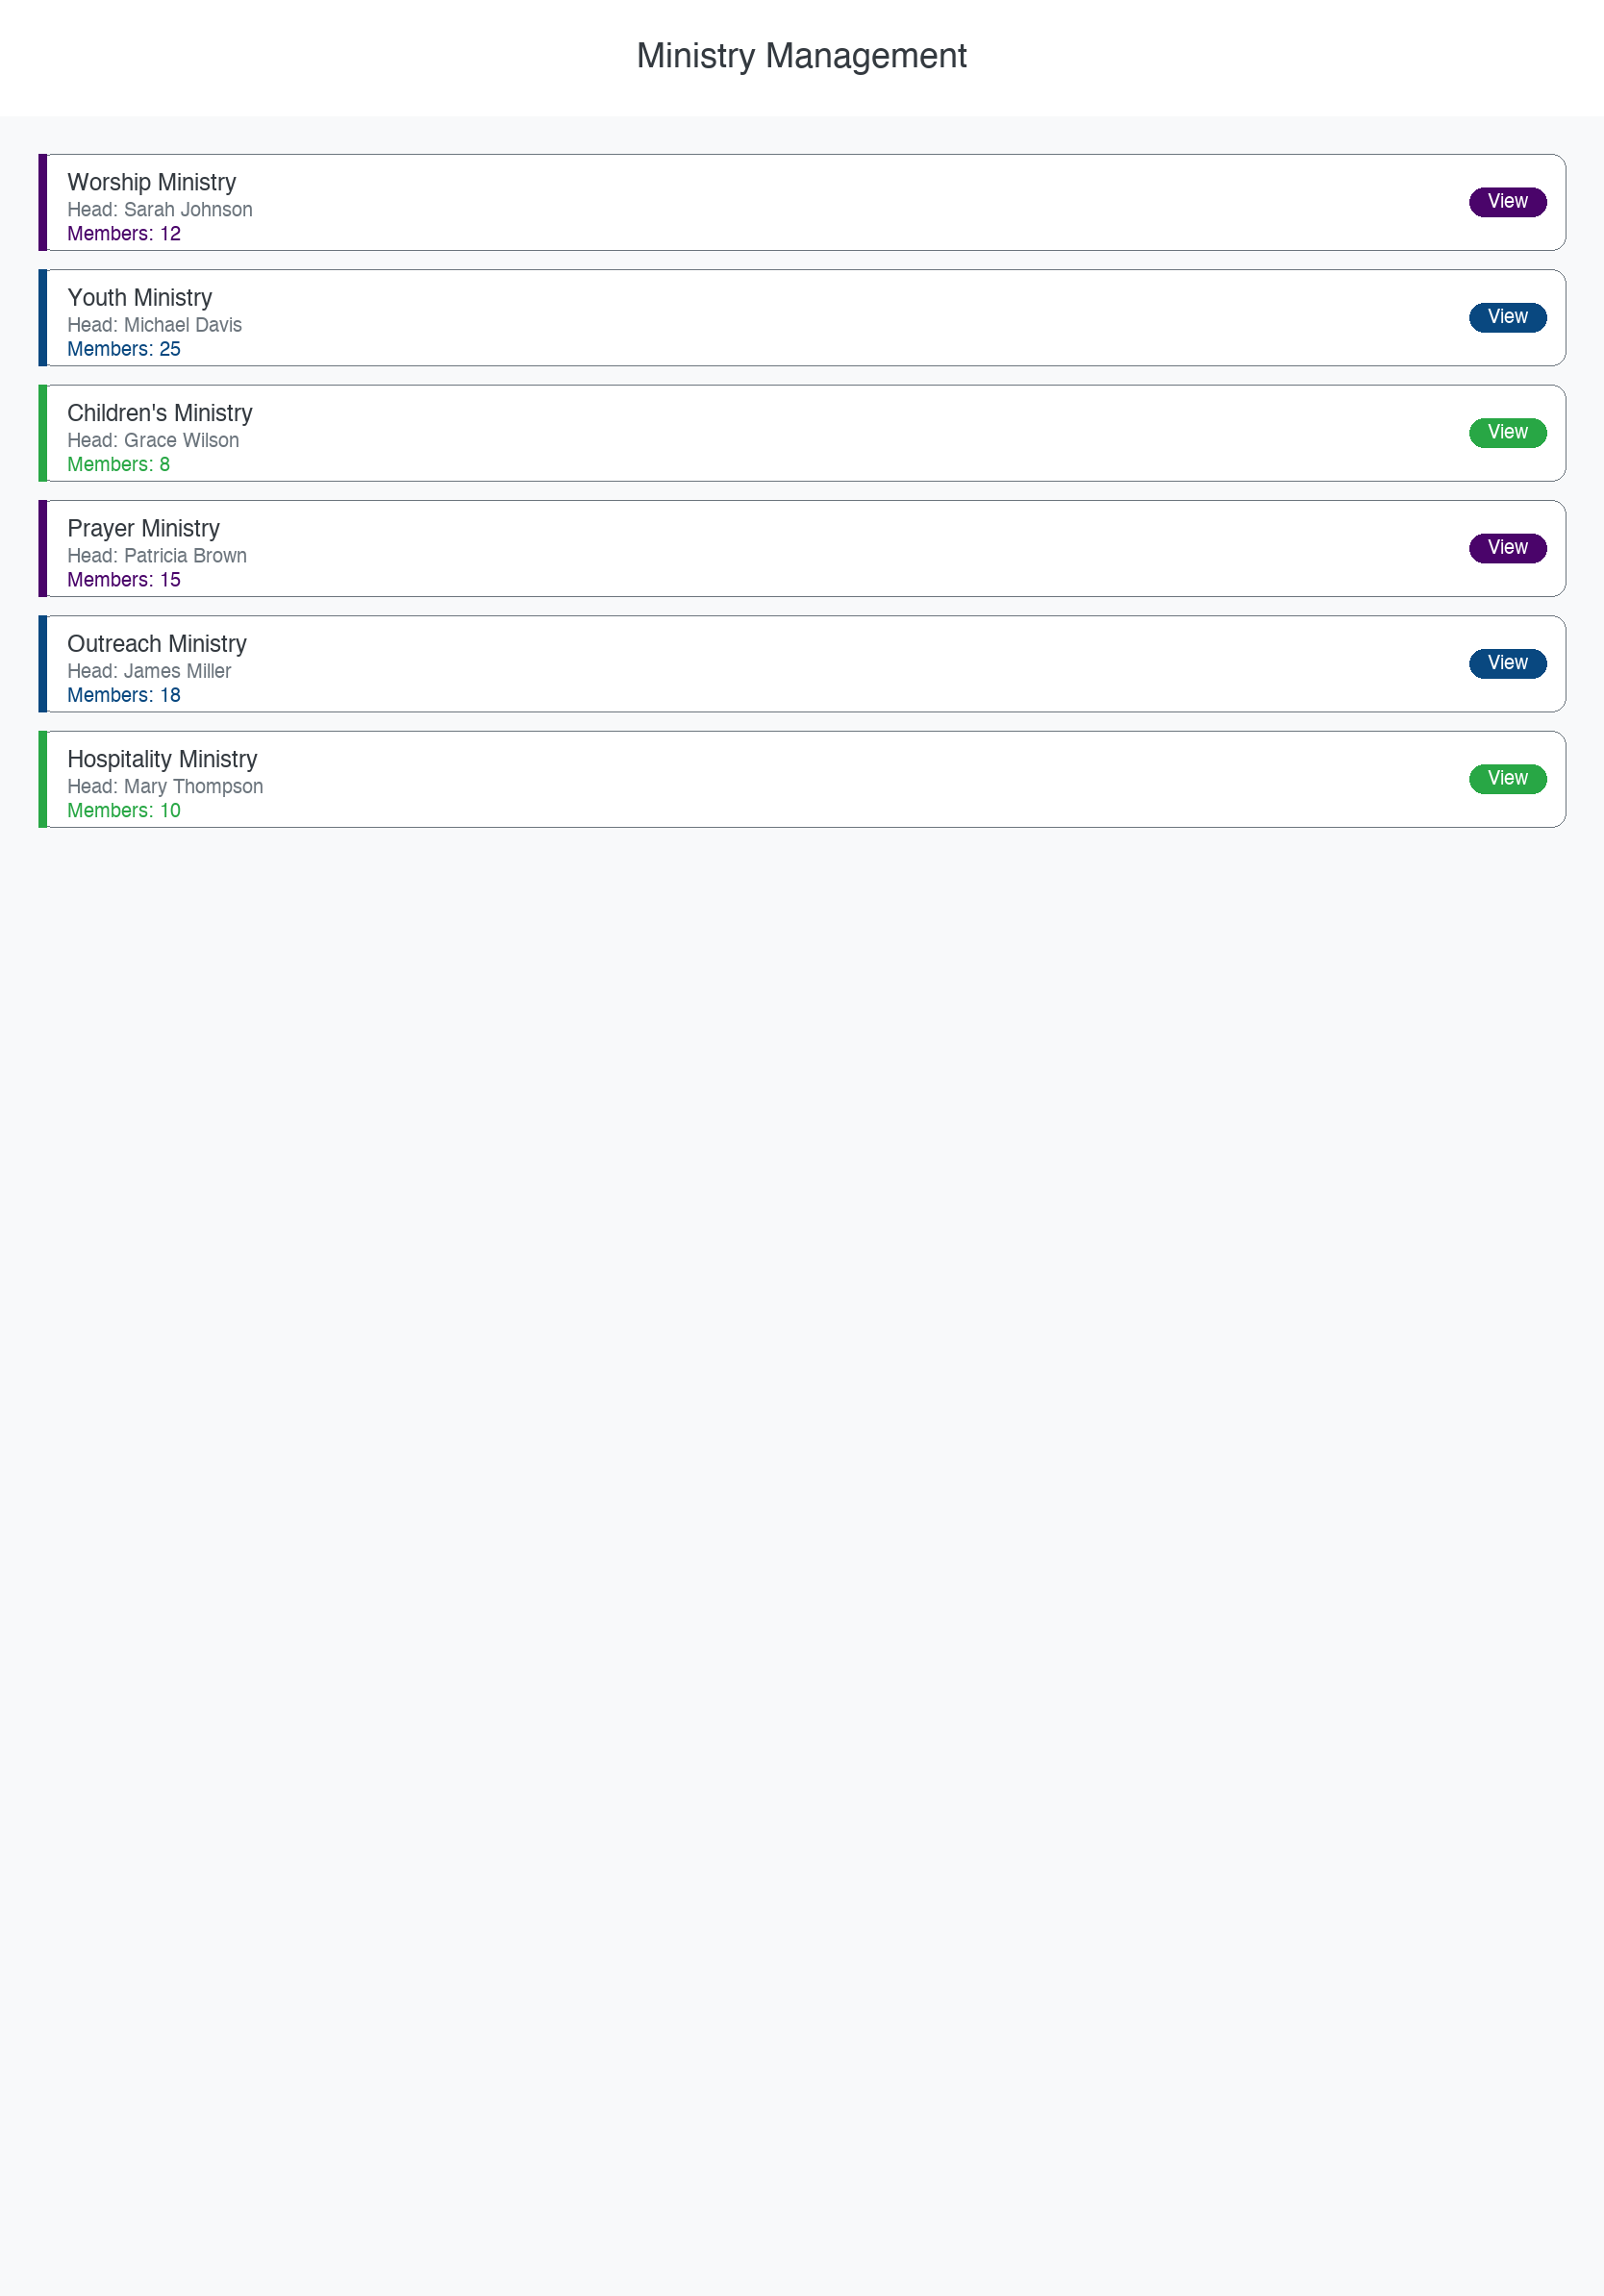 Ministry Management
Worship Ministry
Head: Sarah Johnson
Members: 12
View
Youth Ministry
Head: Michael Davis
Members: 25
View
Children's Ministry
Head: Grace Wilson
Members: 8
View
Prayer Ministry
Head: Patricia Brown
Members: 15
View
Outreach Ministry
Head: James Miller
Members: 18
View
Hospitality Ministry
Head: Mary Thompson
Members: 10
View